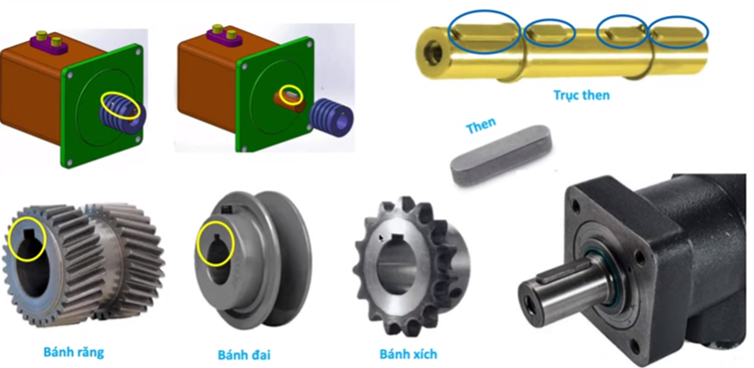 Trục then
Then
Bánh răng
Bánh đai
Bánh xích